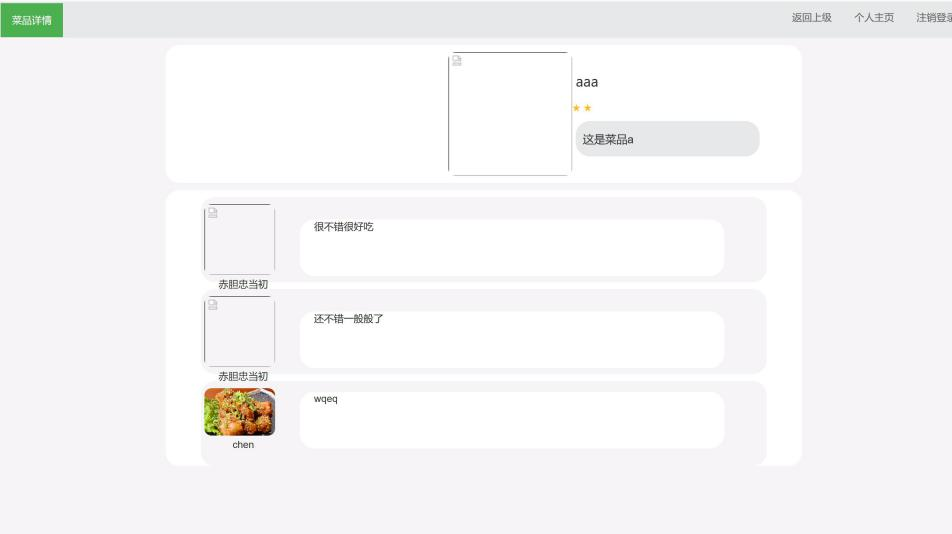 菜品详情
返回上级 个人主页 注销登录
aaa
这是菜品a
很不错很好吃
赤胆忠当初
还不错一般般了
赤胆忠当初
wqeq
chen